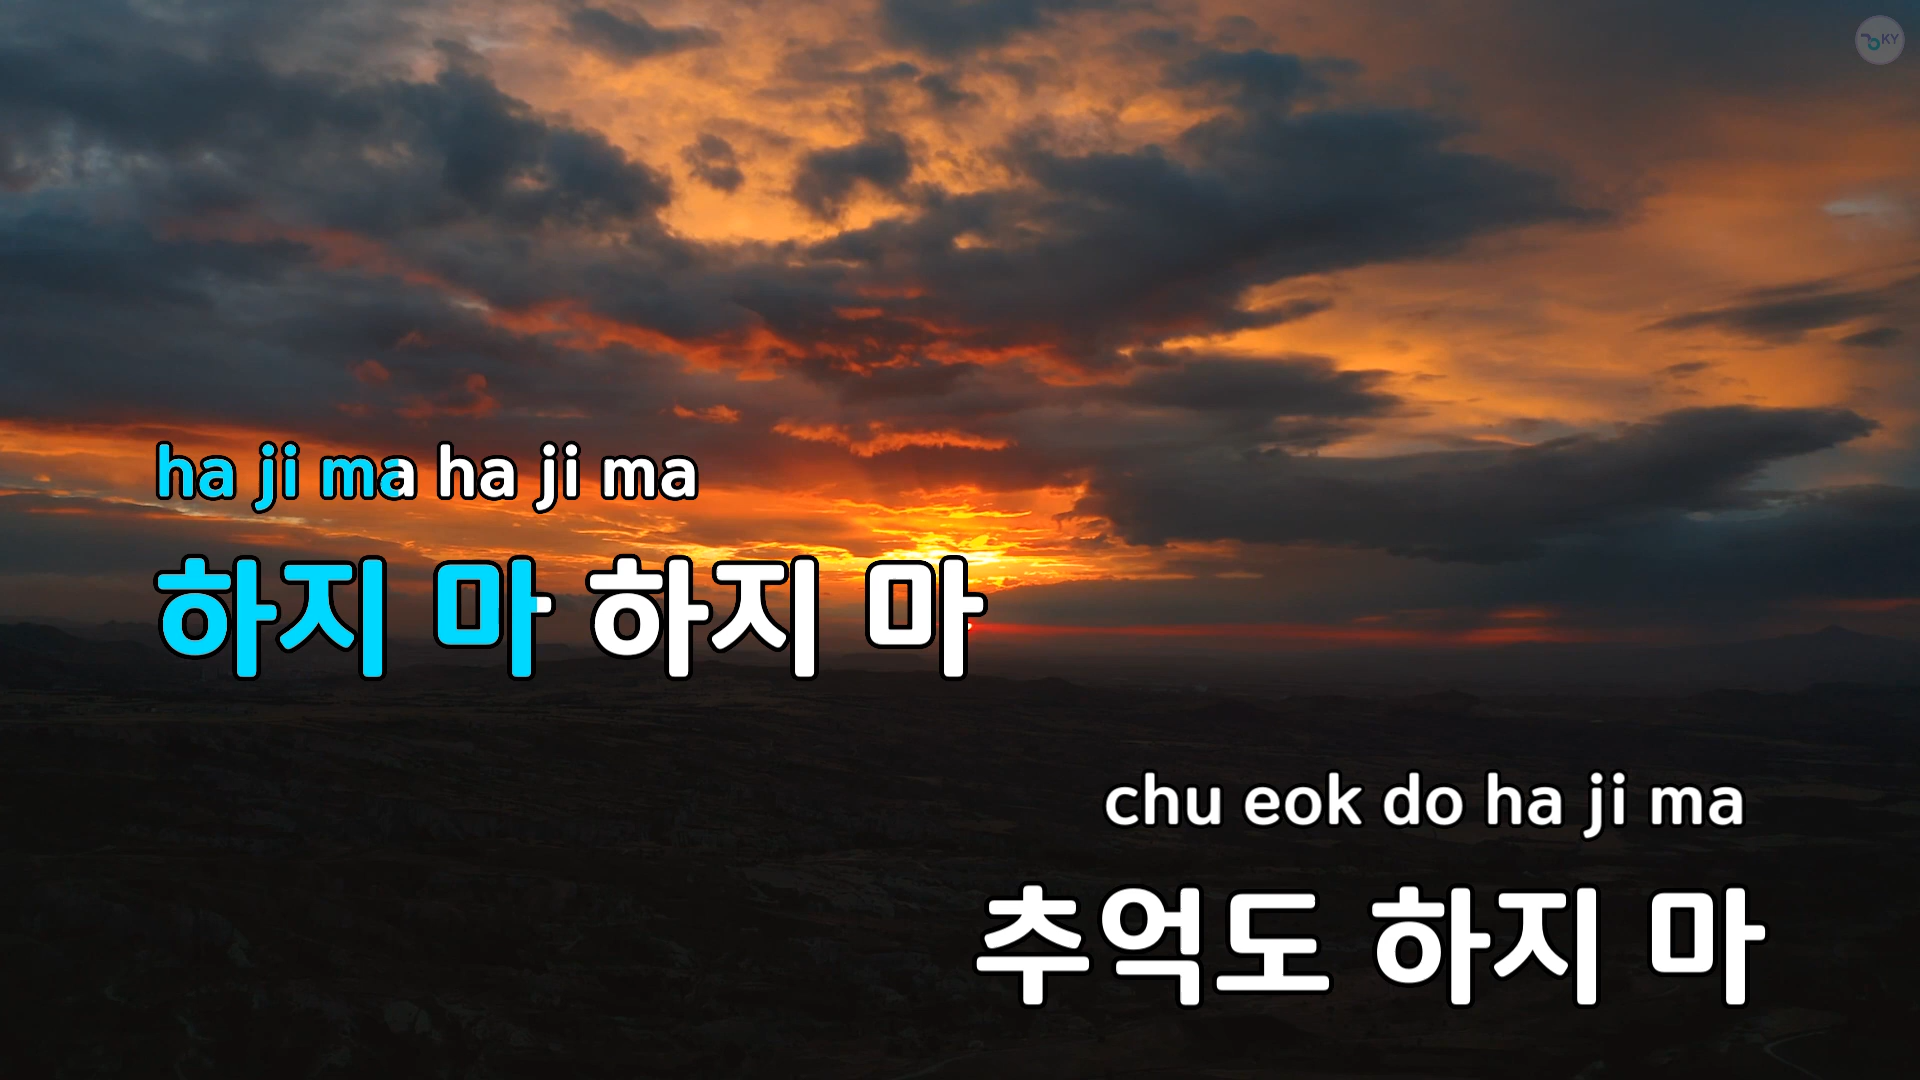 KY
ha ji ma ha ji ma
하지 마 하지 마
chu eok do ha ji ma
추억도 하지 마